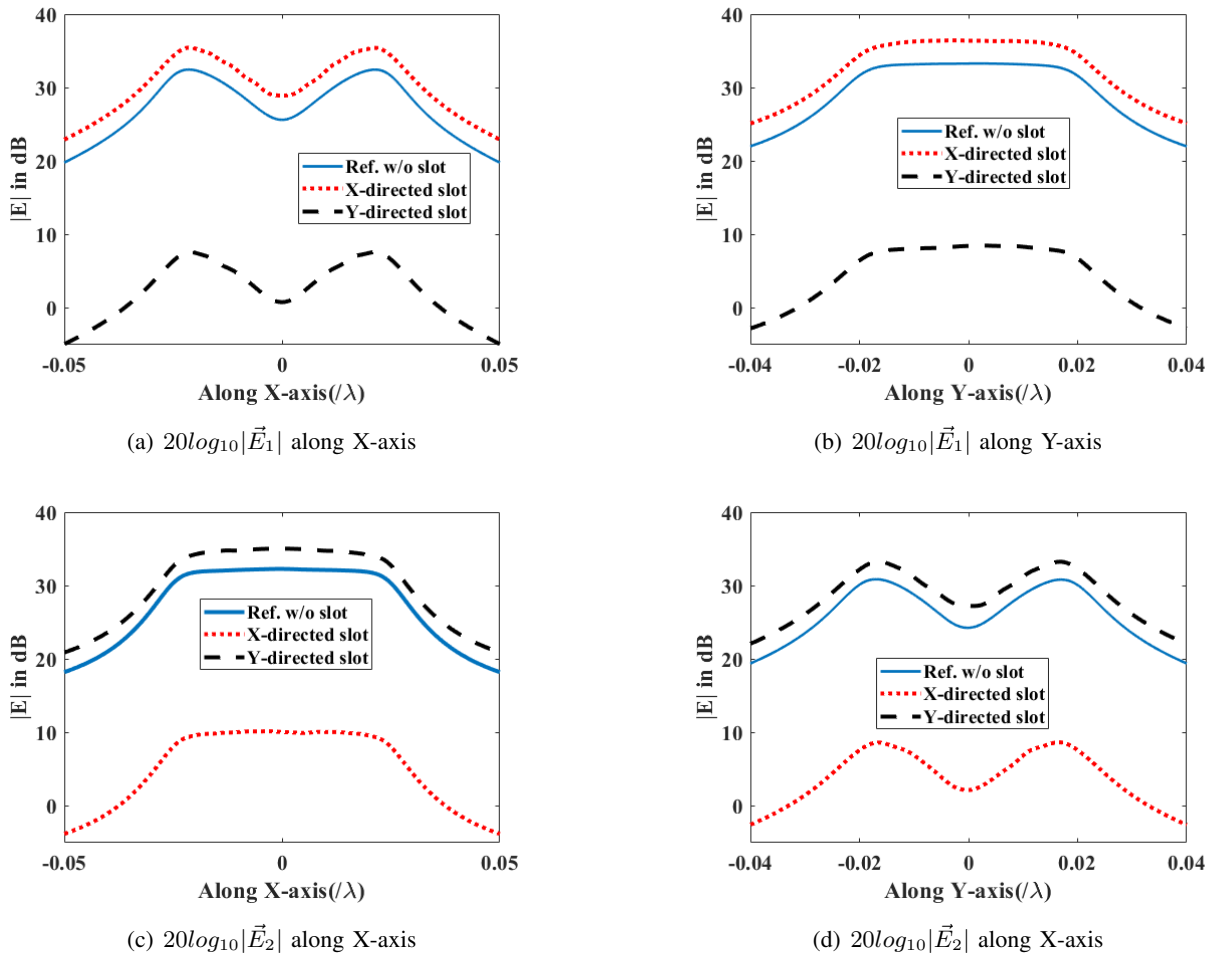 40
30
20
10
0
|E| in dB
Ref. w/o slot
X-directed slot
Y-directed slot
-0.05 0 0.05
Along X-axis(/λ)
(a) 20log₁₀|E⃗₁| along X-axis
40
30
20
10
0
|E| in dB
Ref. w/o slot
X-directed slot
Y-directed slot
-0.04 -0.02 0 0.02 0.04
Along Y-axis(/λ)
(b) 20log₁₀|E⃗₁| along Y-axis
40
30
20
10
0
|E| in dB
Ref. w/o slot
X-directed slot
Y-directed slot
-0.05 0 0.05
Along X-axis(/λ)
(c) 20log₁₀|E⃗₂| along X-axis
40
30
20
10
0
|E| in dB
Ref. w/o slot
X-directed slot
Y-directed slot
-0.04 -0.02 0 0.02 0.04
Along Y-axis(/λ)
(d) 20log₁₀|E⃗₂| along X-axis